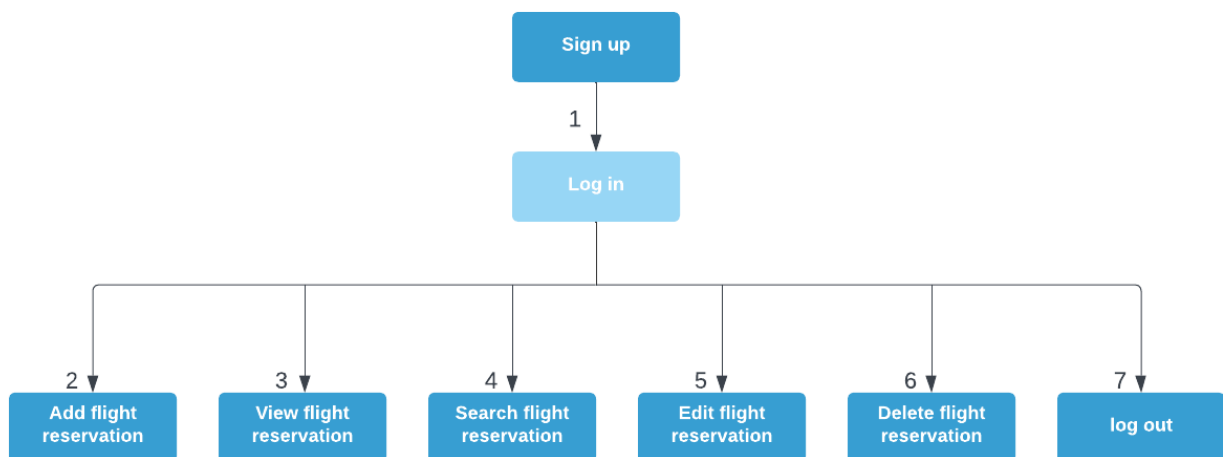 Sign up
1
Log in
2
3
4
5
6
7
Add flight
reservation
View flight
reservation
Search flight
reservation
Edit flight
reservation
Delete flight
reservation
log out